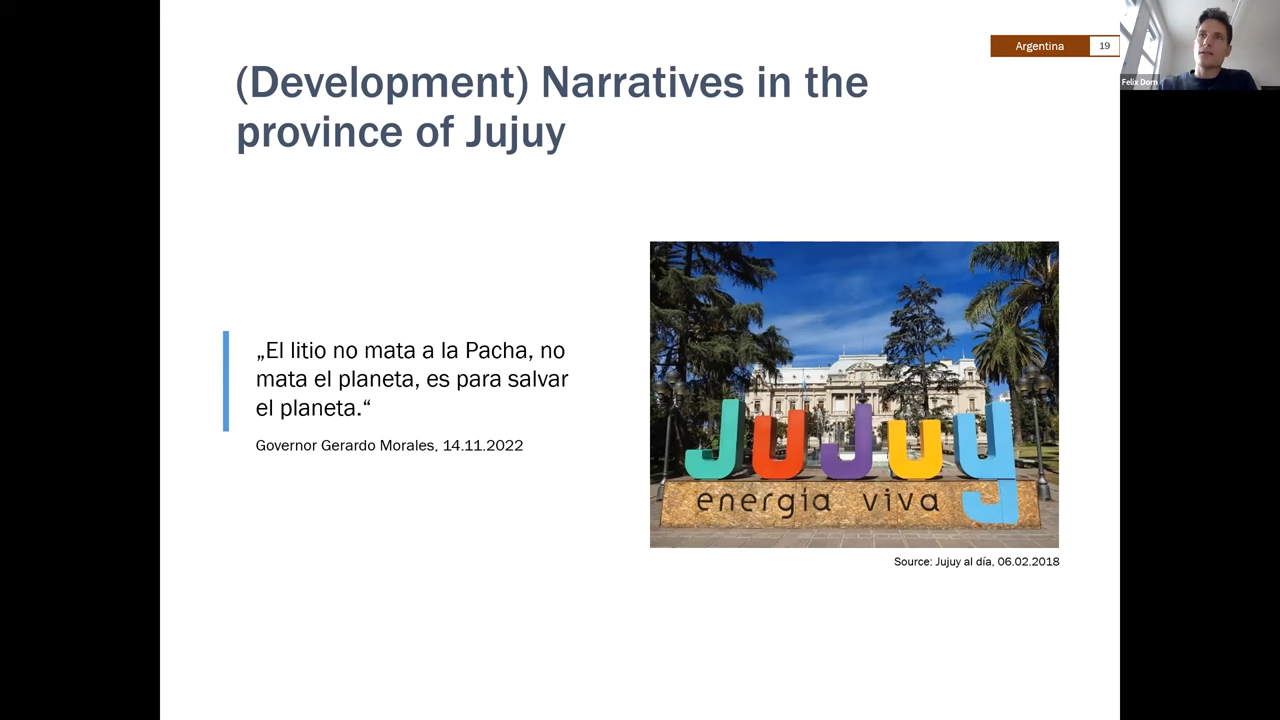 Argentina 19
Felix Dorn
(Development) Narratives in the
province of Jujuy
„El litio no mata a la Pacha, no
mata el planeta, es para salvar
el planeta.“
Governor Gerardo Morales, 14.11.2022
Jujuy
energía viva
Source: Jujuy al día, 06.02.2018